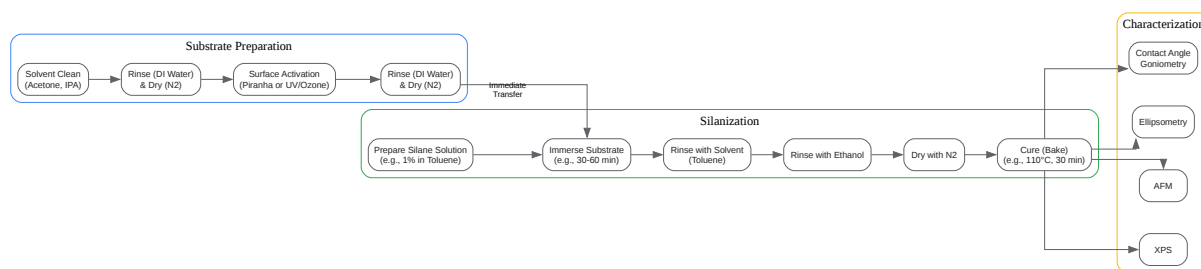 Substrate Preparation
Solvent Clean
(Acetone, IPA)
Rinse (DI Water)
& Dry (N2)
Surface Activation
(Piranha or UV/Ozone)
Rinse (DI Water)
& Dry (N2)
Immediate
Transfer
Silanization
Prepare Silane Solution
(e.g., 1% in Toluene)
Immerse Substrate
(e.g., 30-60 min)
Rinse with Solvent
(Toluene)
Rinse with Ethanol
Dry with N2
Cure (Bake)
(e.g., 110°C, 30 min)
Characterization
Contact Angle
Goniometry
Ellipsometry
AFM
XPS